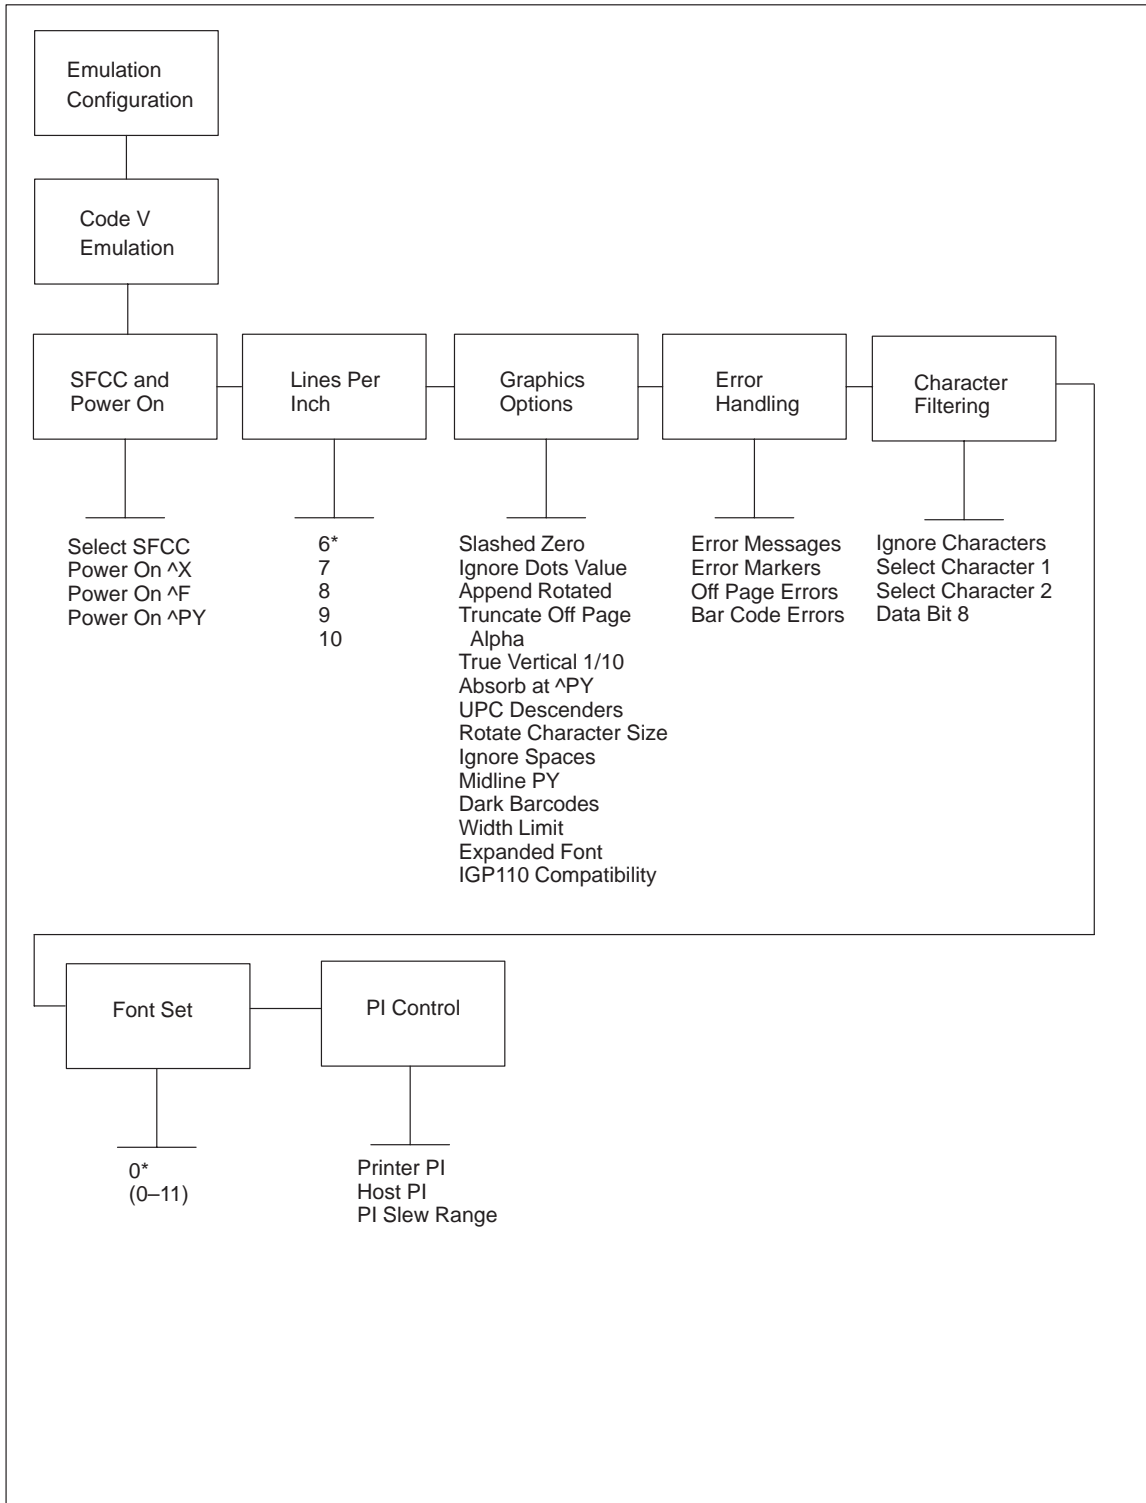 Emulation
Configuration
Code V
Emulation
SFCC and
Power On
Lines Per
Inch
Graphics
Options
Error
Handling
Character
Filtering
Select SFCC
Power On ^X
Power On ^F
Power On ^PY
6*
7
8
9
10
Slashed Zero
Ignore Dots Value
Append Rotated
Truncate Off Page
Alpha
True Vertical 1/10
Absorb at ^PY
UPC Descenders
Rotate Character Size
Ignore Spaces
Midline PY
Dark Barcodes
Width Limit
Expanded Font
IGP110 Compatibility
Error Messages
Error Markers
Off Page Errors
Bar Code Errors
Ignore Characters
Select Character 1
Select Character 2
Data Bit 8
Font Set
PI Control
0*
(0–11)
Printer PI
Host PI
PI Slew Range